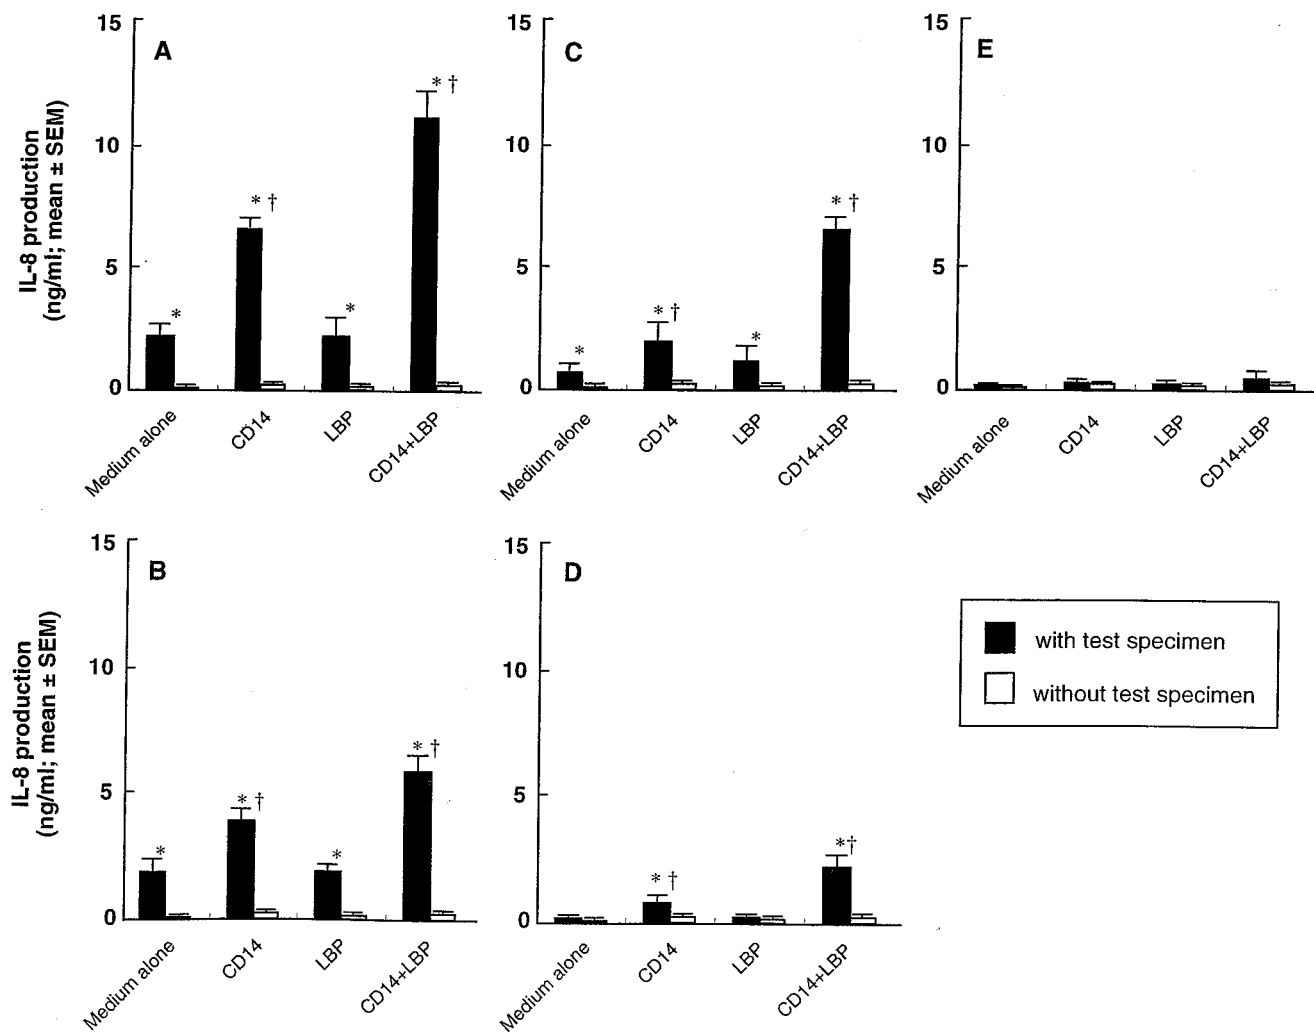 A
IL-8 production
(ng/ml; mean ± SEM)
15
10
5
0
* * † * * †
Medium alone
CD14
LBP
CD14+LBP
C
15
10
5
0
* * † * * †
Medium alone
CD14
LBP
CD14+LBP
E
15
10
5
0
Medium alone
CD14
LBP
CD14+LBP
B
IL-8 production
(ng/ml; mean ± SEM)
15
10
5
0
* * † * * †
Medium alone
CD14
LBP
CD14+LBP
D
15
10
5
0
* † *†
Medium alone
CD14
LBP
CD14+LBP
with test specimen
without test specimen